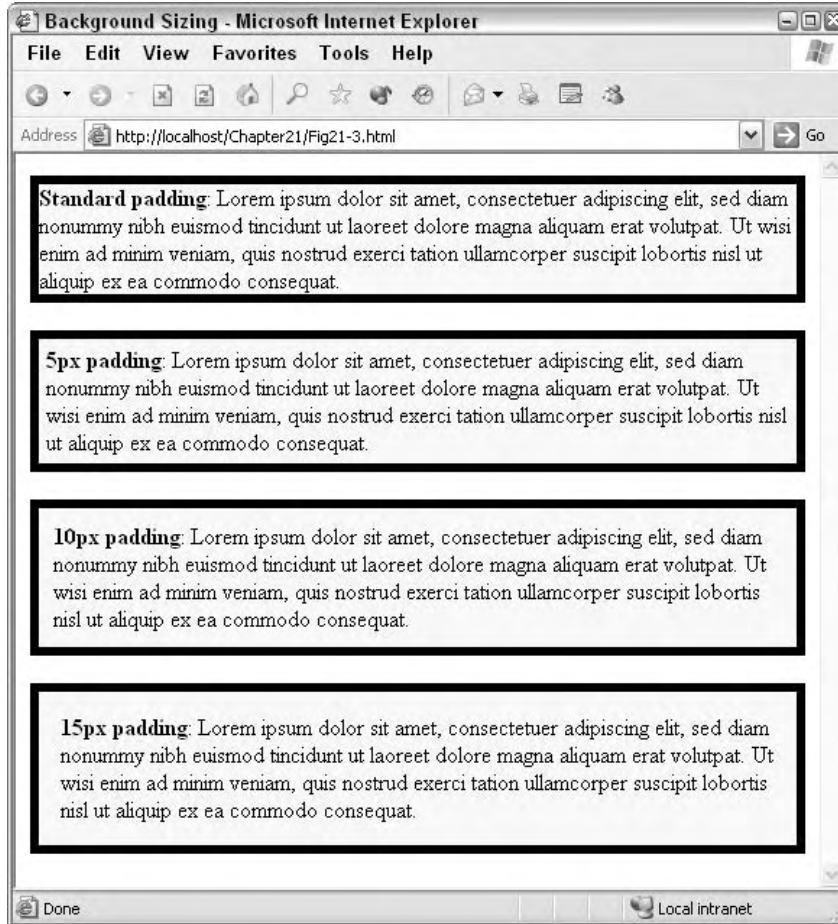 Background Sizing - Microsoft Internet Explorer
File Edit View Favorites Tools Help
Address http://localhost/Chapter21/Fig21-3.html Go
Standard padding: Lorem ipsum dolor sit amet, consectetuer adipiscing elit, sed diam
nonummy nibh euismod tincidunt ut laoreet dolore magna aliquam erat volutpat. Ut wisi
enim ad minim veniam, quis nostrud exerci tation ullamcorper suscipit lobortis nisl ut
aliquip ex ea commodo consequat.
5px padding: Lorem ipsum dolor sit amet, consectetuer adipiscing elit, sed diam
nonummy nibh euismod tincidunt ut laoreet dolore magna aliquam erat volutpat. Ut
wisi enim ad minim veniam, quis nostrud exerci tation ullamcorper suscipit lobortis nisl
ut aliquip ex ea commodo consequat.
10px padding: Lorem ipsum dolor sit amet, consectetuer adipiscing elit, sed diam
nonummy nibh euismod tincidunt ut laoreet dolore magna aliquam erat volutpat. Ut
wisi enim ad minim veniam, quis nostrud exerci tation ullamcorper suscipit lobortis
nisl ut aliquip ex ea commodo consequat.
15px padding: Lorem ipsum dolor sit amet, consectetuer adipiscing elit, sed diam
nonummy nibh euismod tincidunt ut laoreet dolore magna aliquam erat volutpat. Ut
wisi enim ad minim veniam, quis nostrud exerci tation ullamcorper suscipit lobortis
nisl ut aliquip ex ea commodo consequat.
Done Local intranet